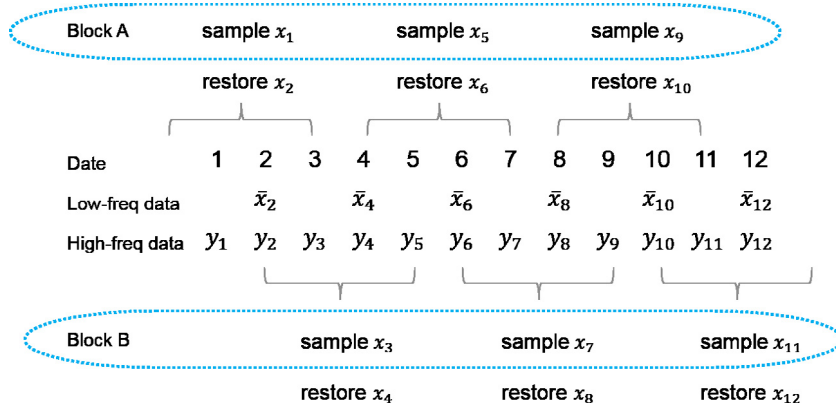 Block A sample x₁ sample x₅ sample x₉
restore x₂ restore x₆ restore x₁₀
Date 1 2 3 4 5 6 7 8 9 10 11 12
Low-freq data x̄₂ x̄₄ x̄₆ x̄₈ x̄₁₀ x̄₁₂
High-freq data y₁ y₂ y₃ y₄ y₅ y₆ y₇ y₈ y₉ y₁₀ y₁₁ y₁₂
Block B sample x₃ sample x₇ sample x₁₁
restore x₄ restore x₈ restore x₁₂